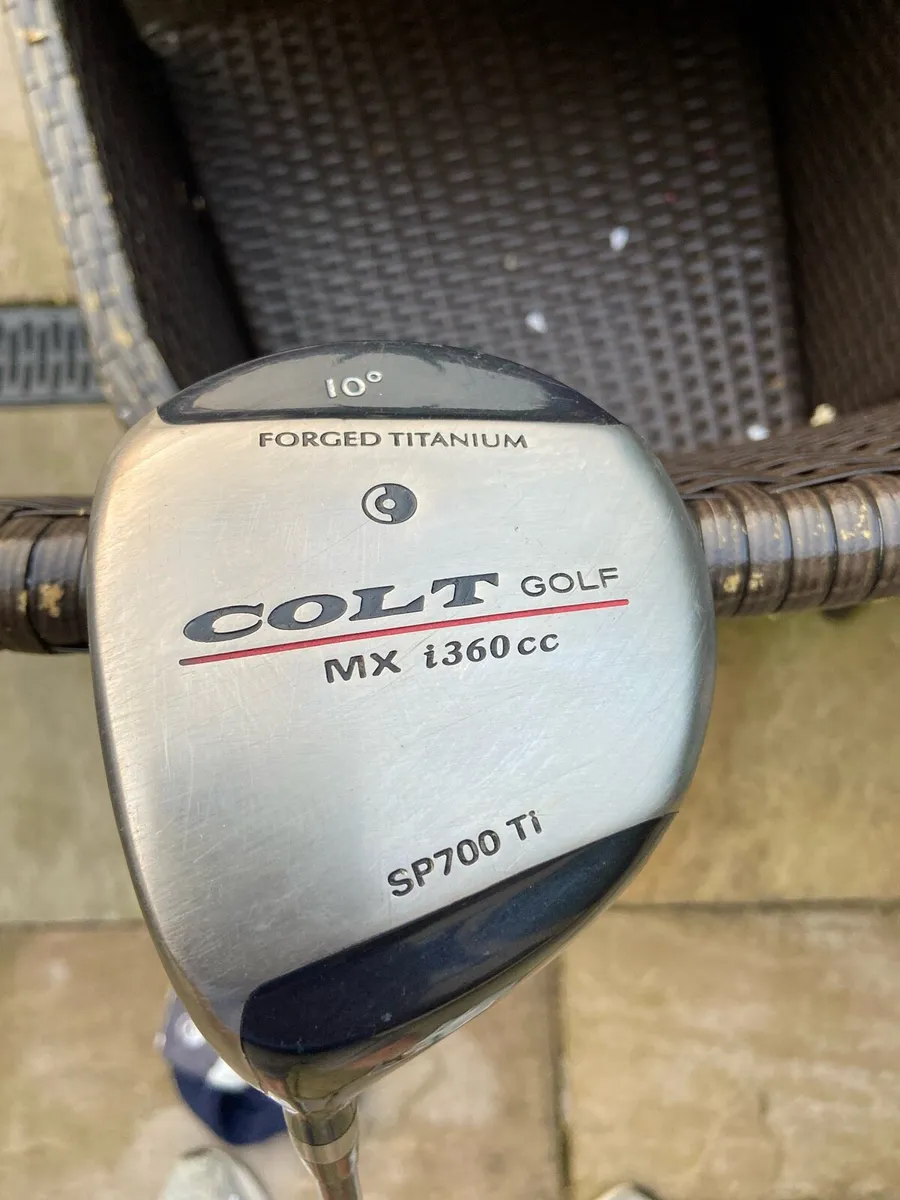 10°
FORGED TITANIUM
COLT GOLF
MX i360cc
SP700 Ti